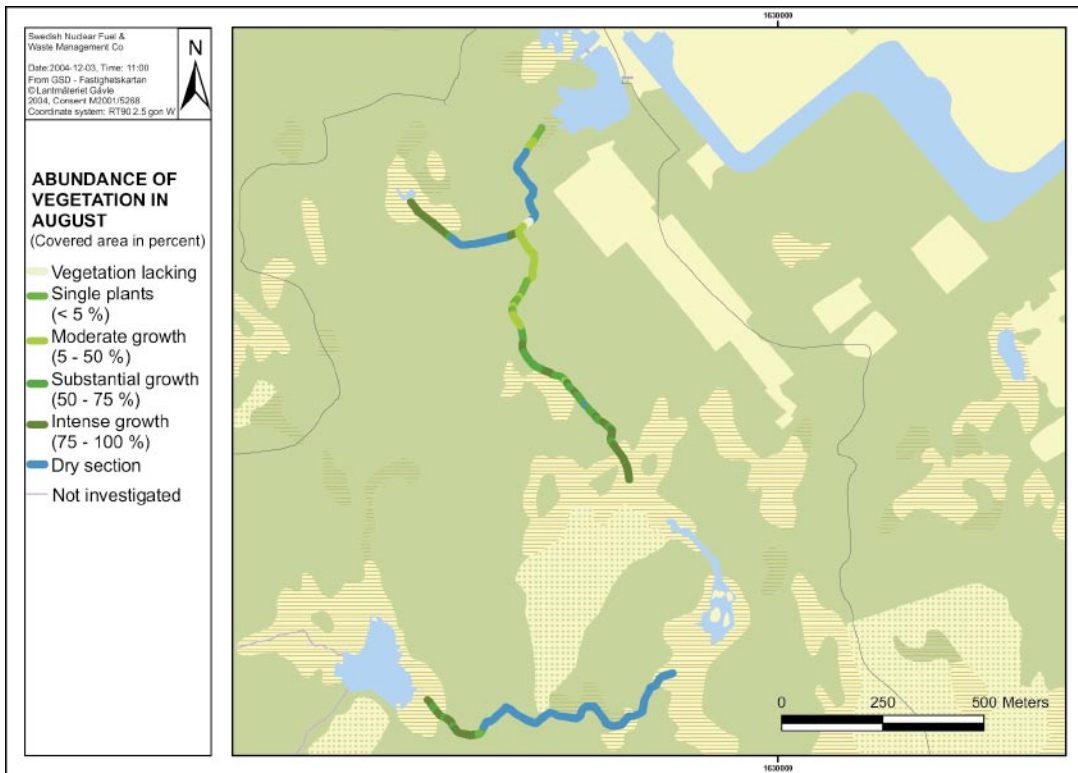 1630009
Swedish Nuclear Fuel &
Waste Management Co
Date:2004-12-03, Time: 11:00
From GSD - Fastighetskartan
©Lantmäteriet Gävle
2004, Consent M2001/5268
Coordinate system: RT90 2.5 gon W
N
ABUNDANCE OF
VEGETATION IN
AUGUST
(Covered area in percent)
Vegetation lacking
Single plants
(< 5 %)
Moderate growth
(5 - 50 %)
Substantial growth
(50 - 75 %)
Intense growth
(75 - 100 %)
Dry section
Not investigated
0 250 500 Meters
1630009